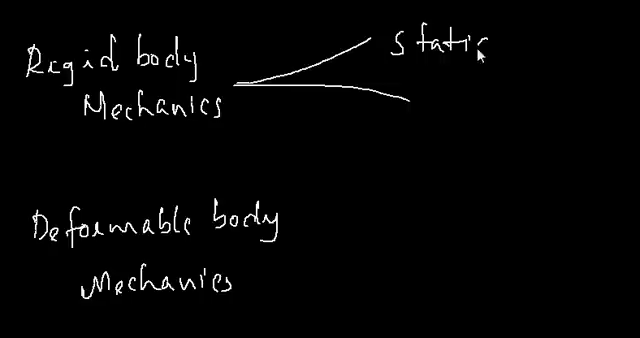 Rigid body
Mechanics
Static
Deformable body
Mechanics